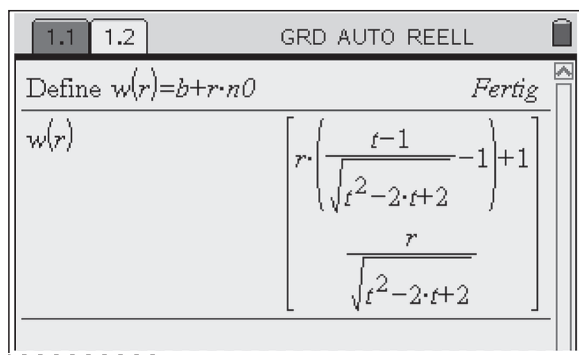 1.1 1.2 GRD AUTO REELL
Define w(r)=b+r·n0 Fertig
w(r) [r·((t-1)/√(t²-2·t+2)-1)+1
r/√(t²-2·t+2)]